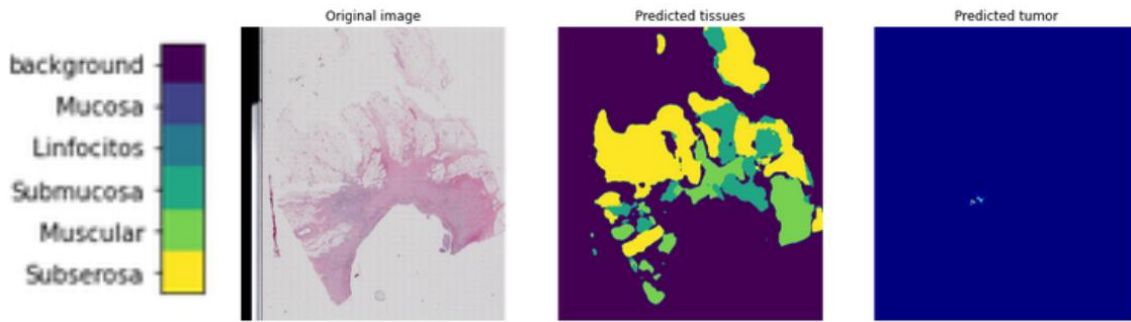 Original image
Predicted tissues
Predicted tumor
background
Mucosa
Linfocitos
Submucosa
Muscular
Subserosa